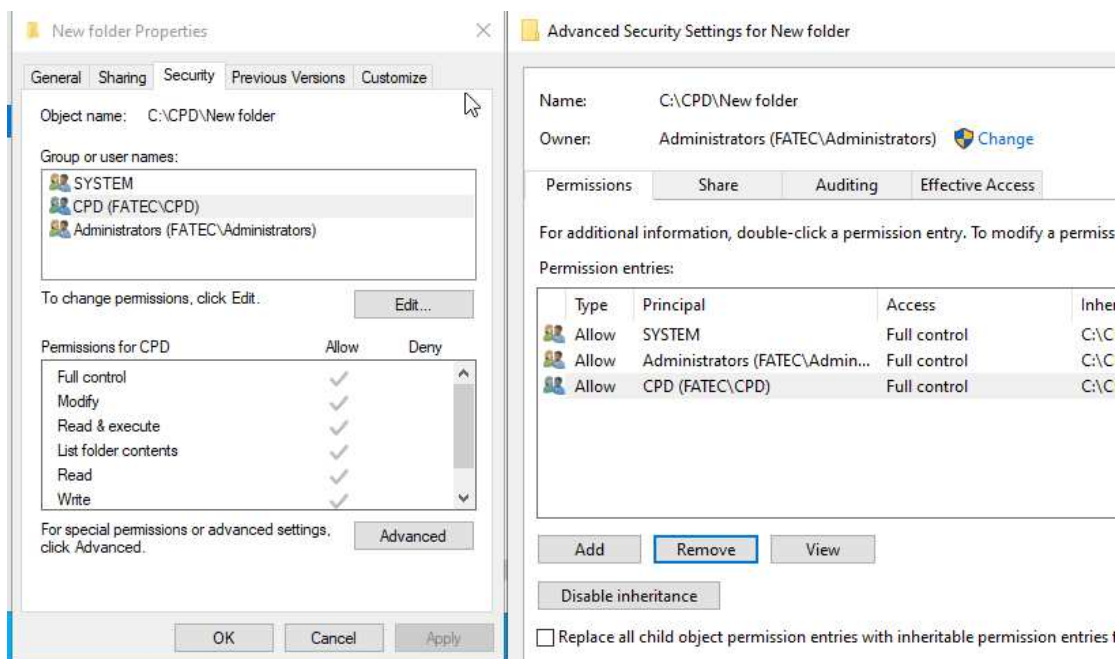 New folder Properties
General Sharing Security Previous Versions Customize
Object name: C:\CPD\New folder
Group or user names:
SYSTEM
CPD (FATEC\CPD)
Administrators (FATEC\Administrators)
To change permissions, click Edit.
Edit...
Permissions for CPD Allow Deny
Full control
Modify
Read & execute
List folder contents
Read
Write
For special permissions or advanced settings,
click Advanced.
Advanced
OK Cancel Apply
Advanced Security Settings for New folder
Name: C:\CPD\New folder
Owner: Administrators (FATEC\Administrators) Change
Permissions Share Auditing Effective Access
For additional information, double-click a permission entry. To modify a permiss
Permission entries:
Type Principal Access Inher
Allow SYSTEM Full control C:\C
Allow Administrators (FATEC\Admin... Full control C:\C
Allow CPD (FATEC\CPD) Full control C:\C
Add Remove View
Disable inheritance
Replace all child object permission entries with inheritable permission entries